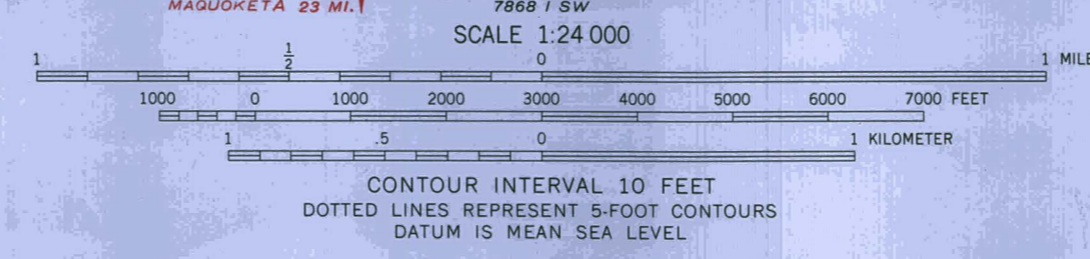 MAQUOKETA 23 MI.
7868 I SW
SCALE 1:24 000
1 1/2 0 1 MILE
1000 0 1000 2000 3000 4000 5000 6000 7000 FEET
1 .5 0 1 KILOMETER
CONTOUR INTERVAL 10 FEET
DOTTED LINES REPRESENT 5-FOOT CONTOURS
DATUM IS MEAN SEA LEVEL